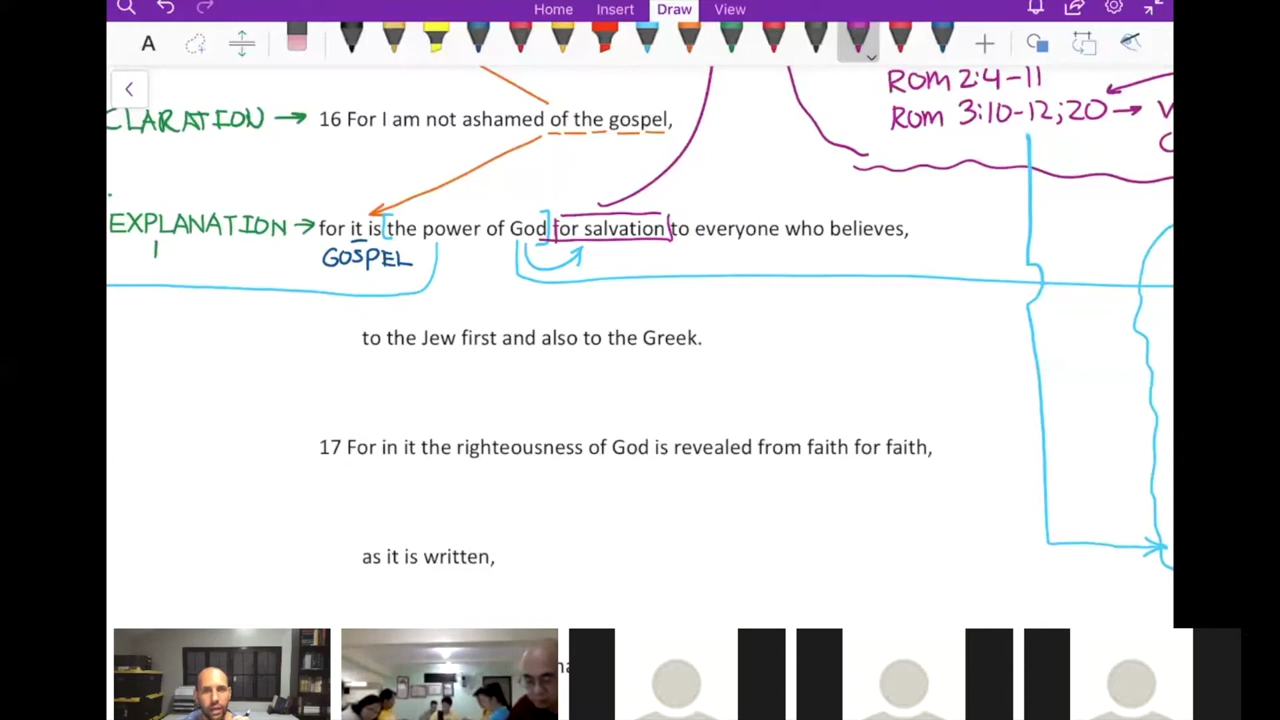 Home Insert Draw View
A
Rom 2:4-11
Rom 3:10-12;20 →
CLARATION → 16 For I am not ashamed of the gospel,
EXPLANATION → for it is [the power of God] for salvation to everyone who believes,
GOSPEL
to the Jew first and also to the Greek.
17 For in it the righteousness of God is revealed from faith for faith,
as it is written,